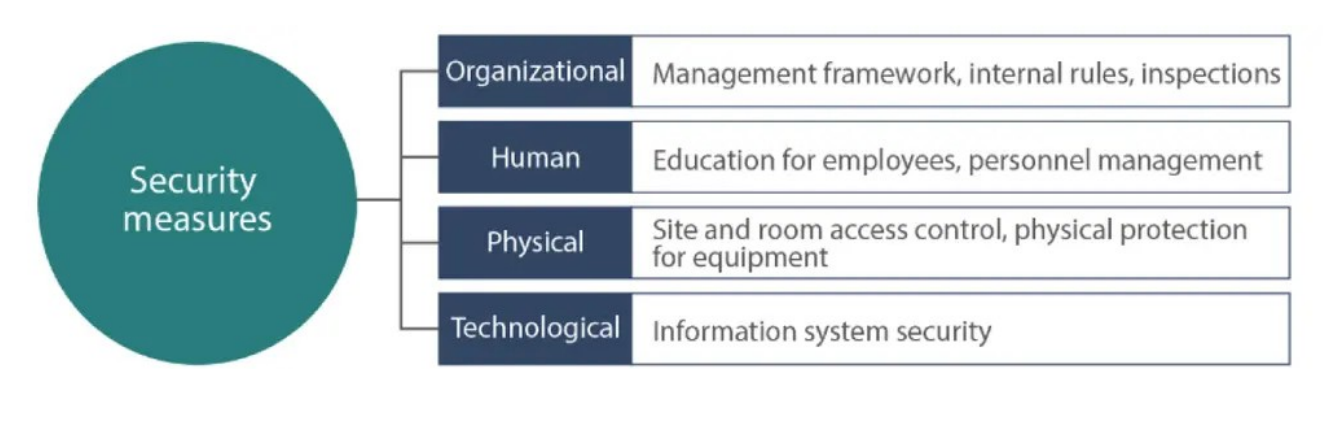 Security
measures
Organizational
Management framework, internal rules, inspections
Human
Education for employees, personnel management
Physical
Site and room access control, physical protection
for equipment
Technological
Information system security